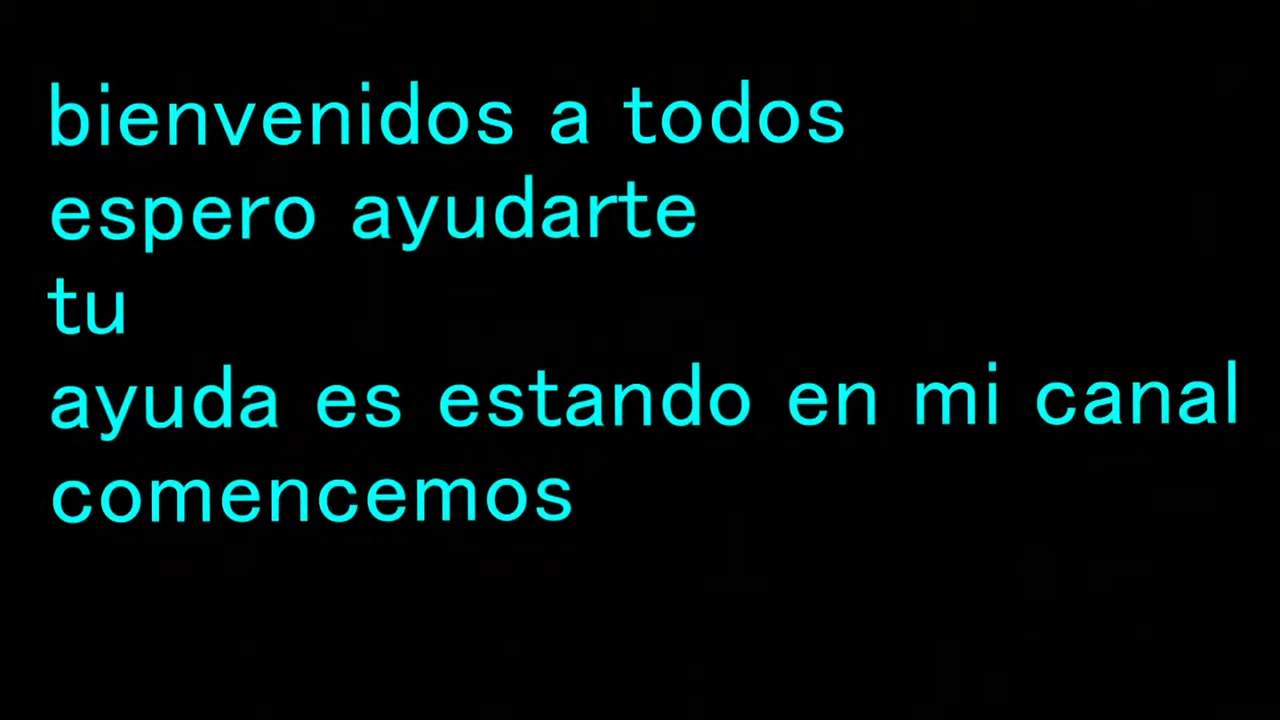 bienvenidos a todos
espero ayudarte
tu
ayuda es estando en mi canal
comencemos